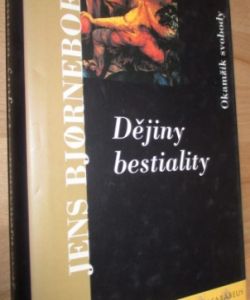 JENS BJØRNEBOE
Okamžik svobody
Dějiny
bestiality